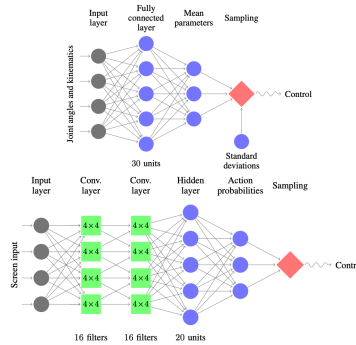 Input
layer
Fully
connected
layer
Mean
parameters
Sampling
Joint angles and kinematics
Control
30 units
Standard
deviations
Input
layer
Conv.
layer
Conv.
layer
Hidden
layer
Action
probabilities
Sampling
Screen input
4×4
4×4
4×4
4×4
4×4
4×4
4×4
4×4
Contr
16 filters
16 filters
20 units